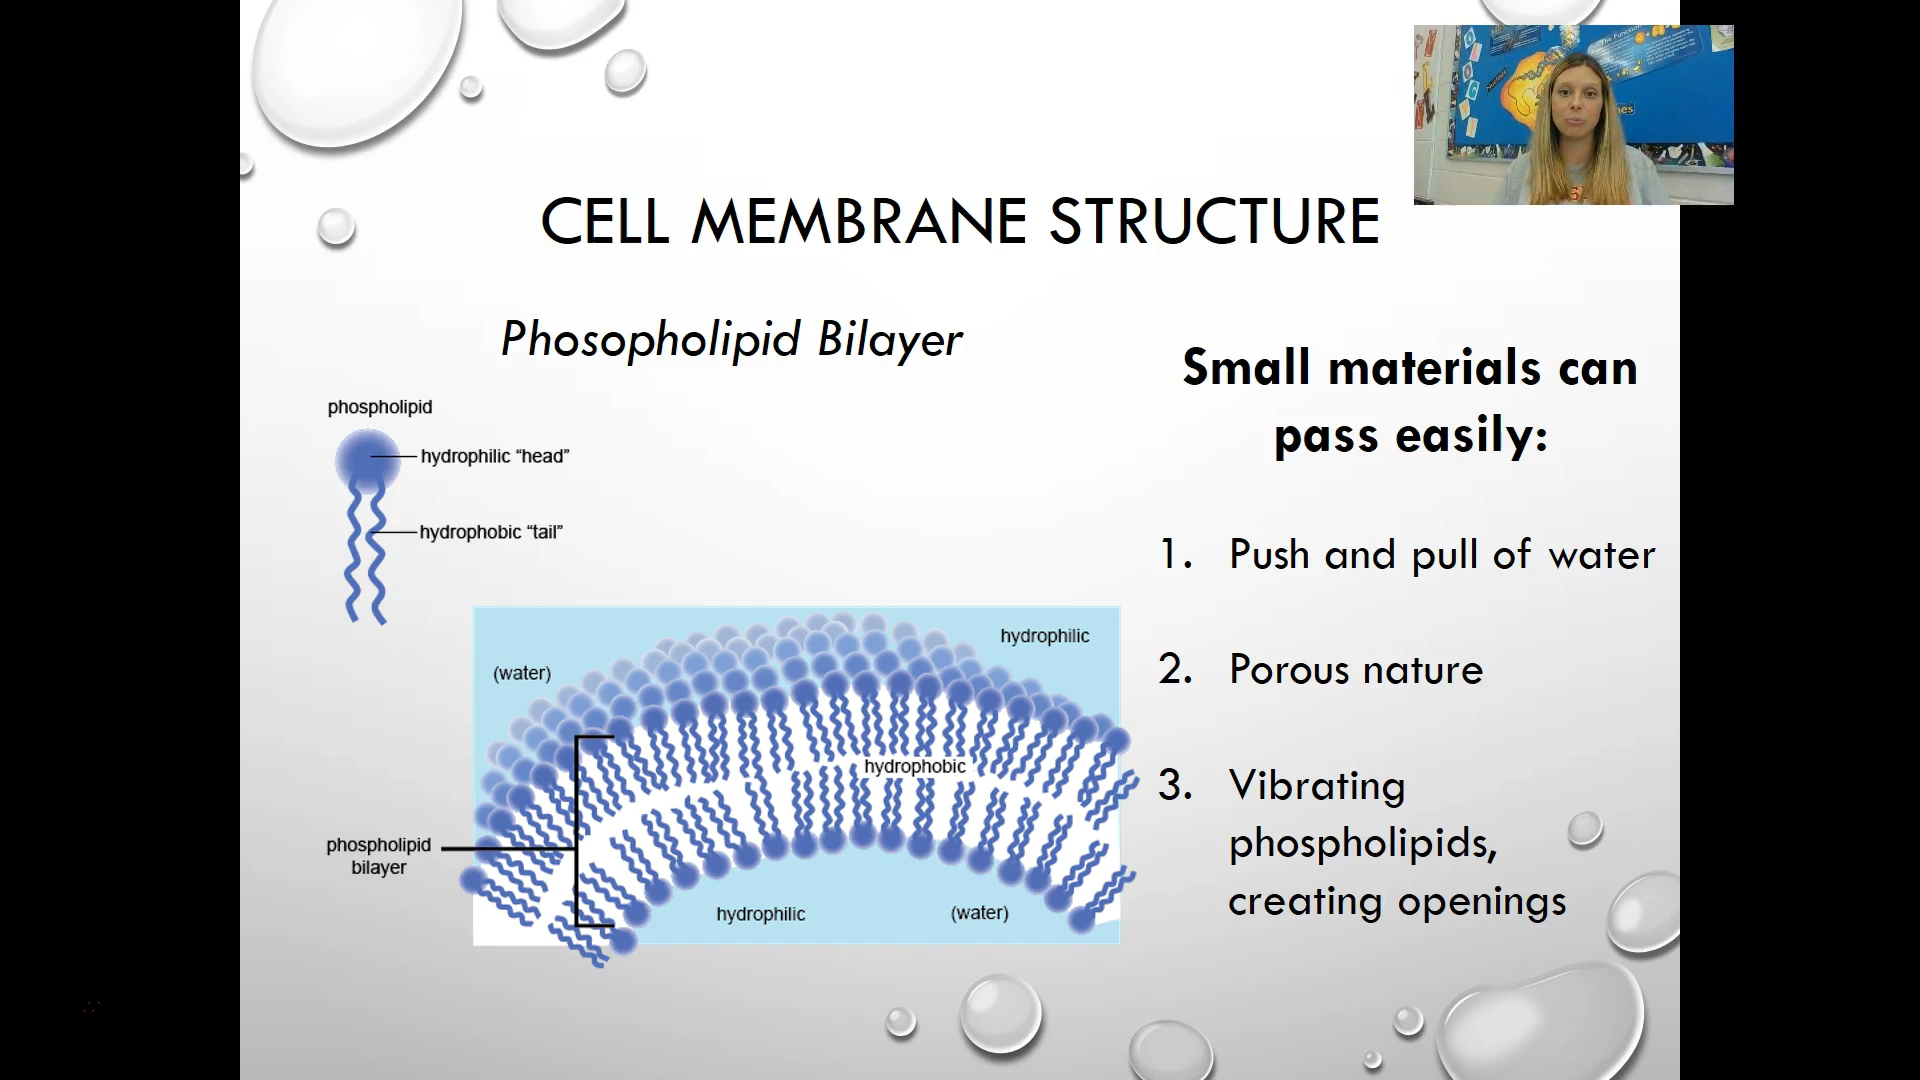 CELL MEMBRANE STRUCTURE
Phosopholipid Bilayer
phospholipid
hydrophilic “head”
hydrophobic “tail”
(water)
hydrophilic
hydrophobic
phospholipid
bilayer
hydrophilic
(water)
Small materials can
pass easily:
1. Push and pull of water
2. Porous nature
3. Vibrating
phospholipids,
creating openings